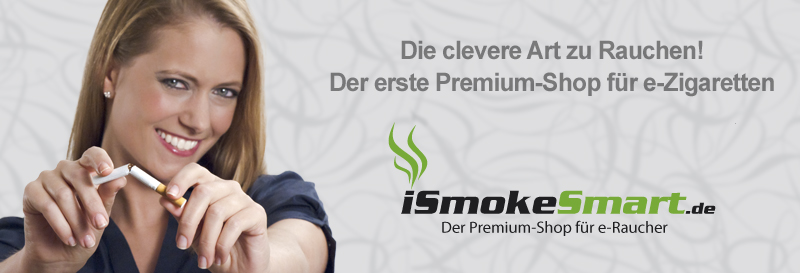 Die clevere Art zu Rauchen!
Der erste Premium-Shop für e-Zigaretten
iSmokeSmart.de
Der Premium-Shop für e-Raucher